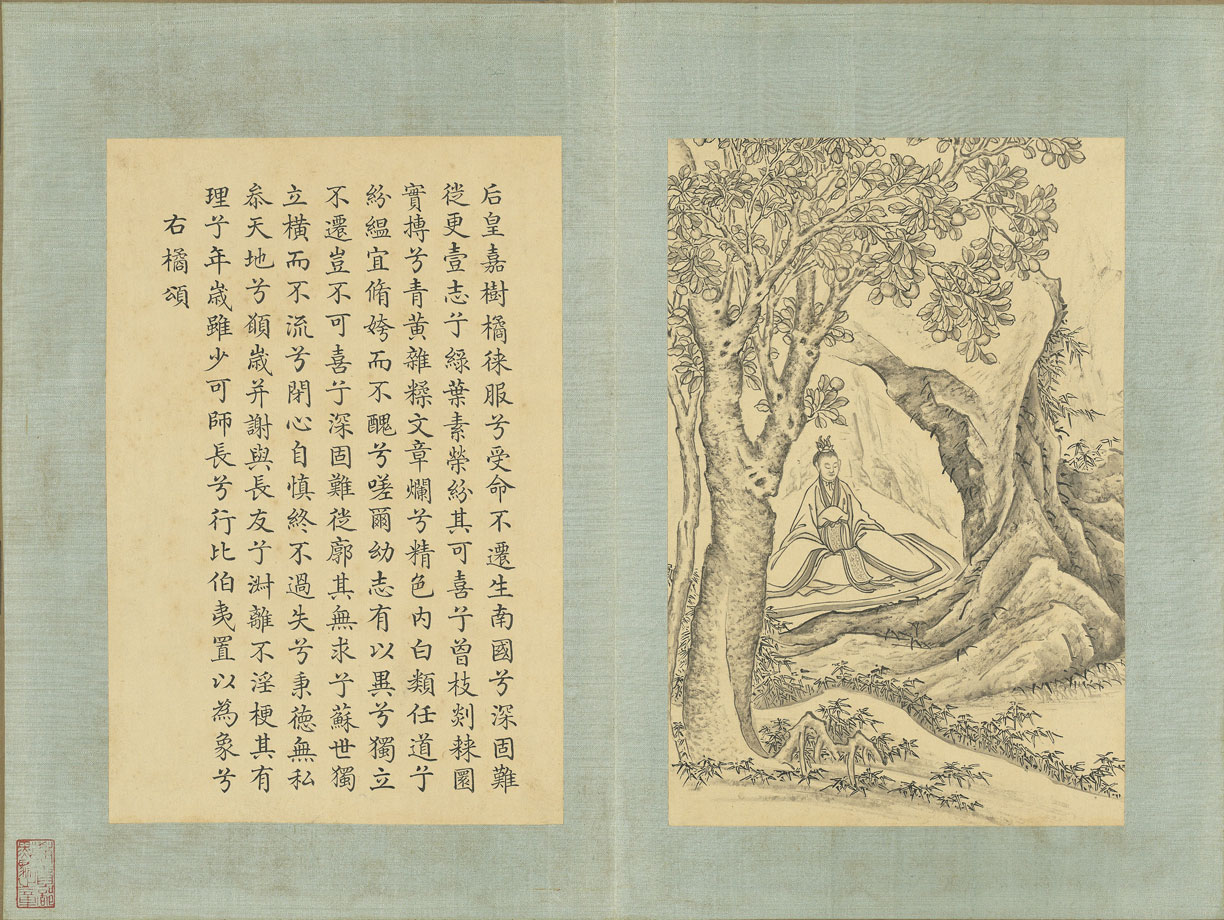 后皇嘉樹橘徠服兮受命不遷生南國兮深固難
徙更壹志兮綠葉素榮紛其可喜兮曾枝剡棘圜
實摶兮青黃雜糅文章爛兮精色內白類任道兮
紛緼宜脩姱而不醜兮嗟爾幼志有以異兮獨立
不遷豈不可喜兮深固難徙廓其無求兮蘇世獨
立橫而不流兮閉心自慎終不過失兮秉德無私
叅天地兮願歲并謝與長友兮淑離不淫梗其有
理兮年歲雖少可師長兮行比伯夷置以為象兮
右橘頌